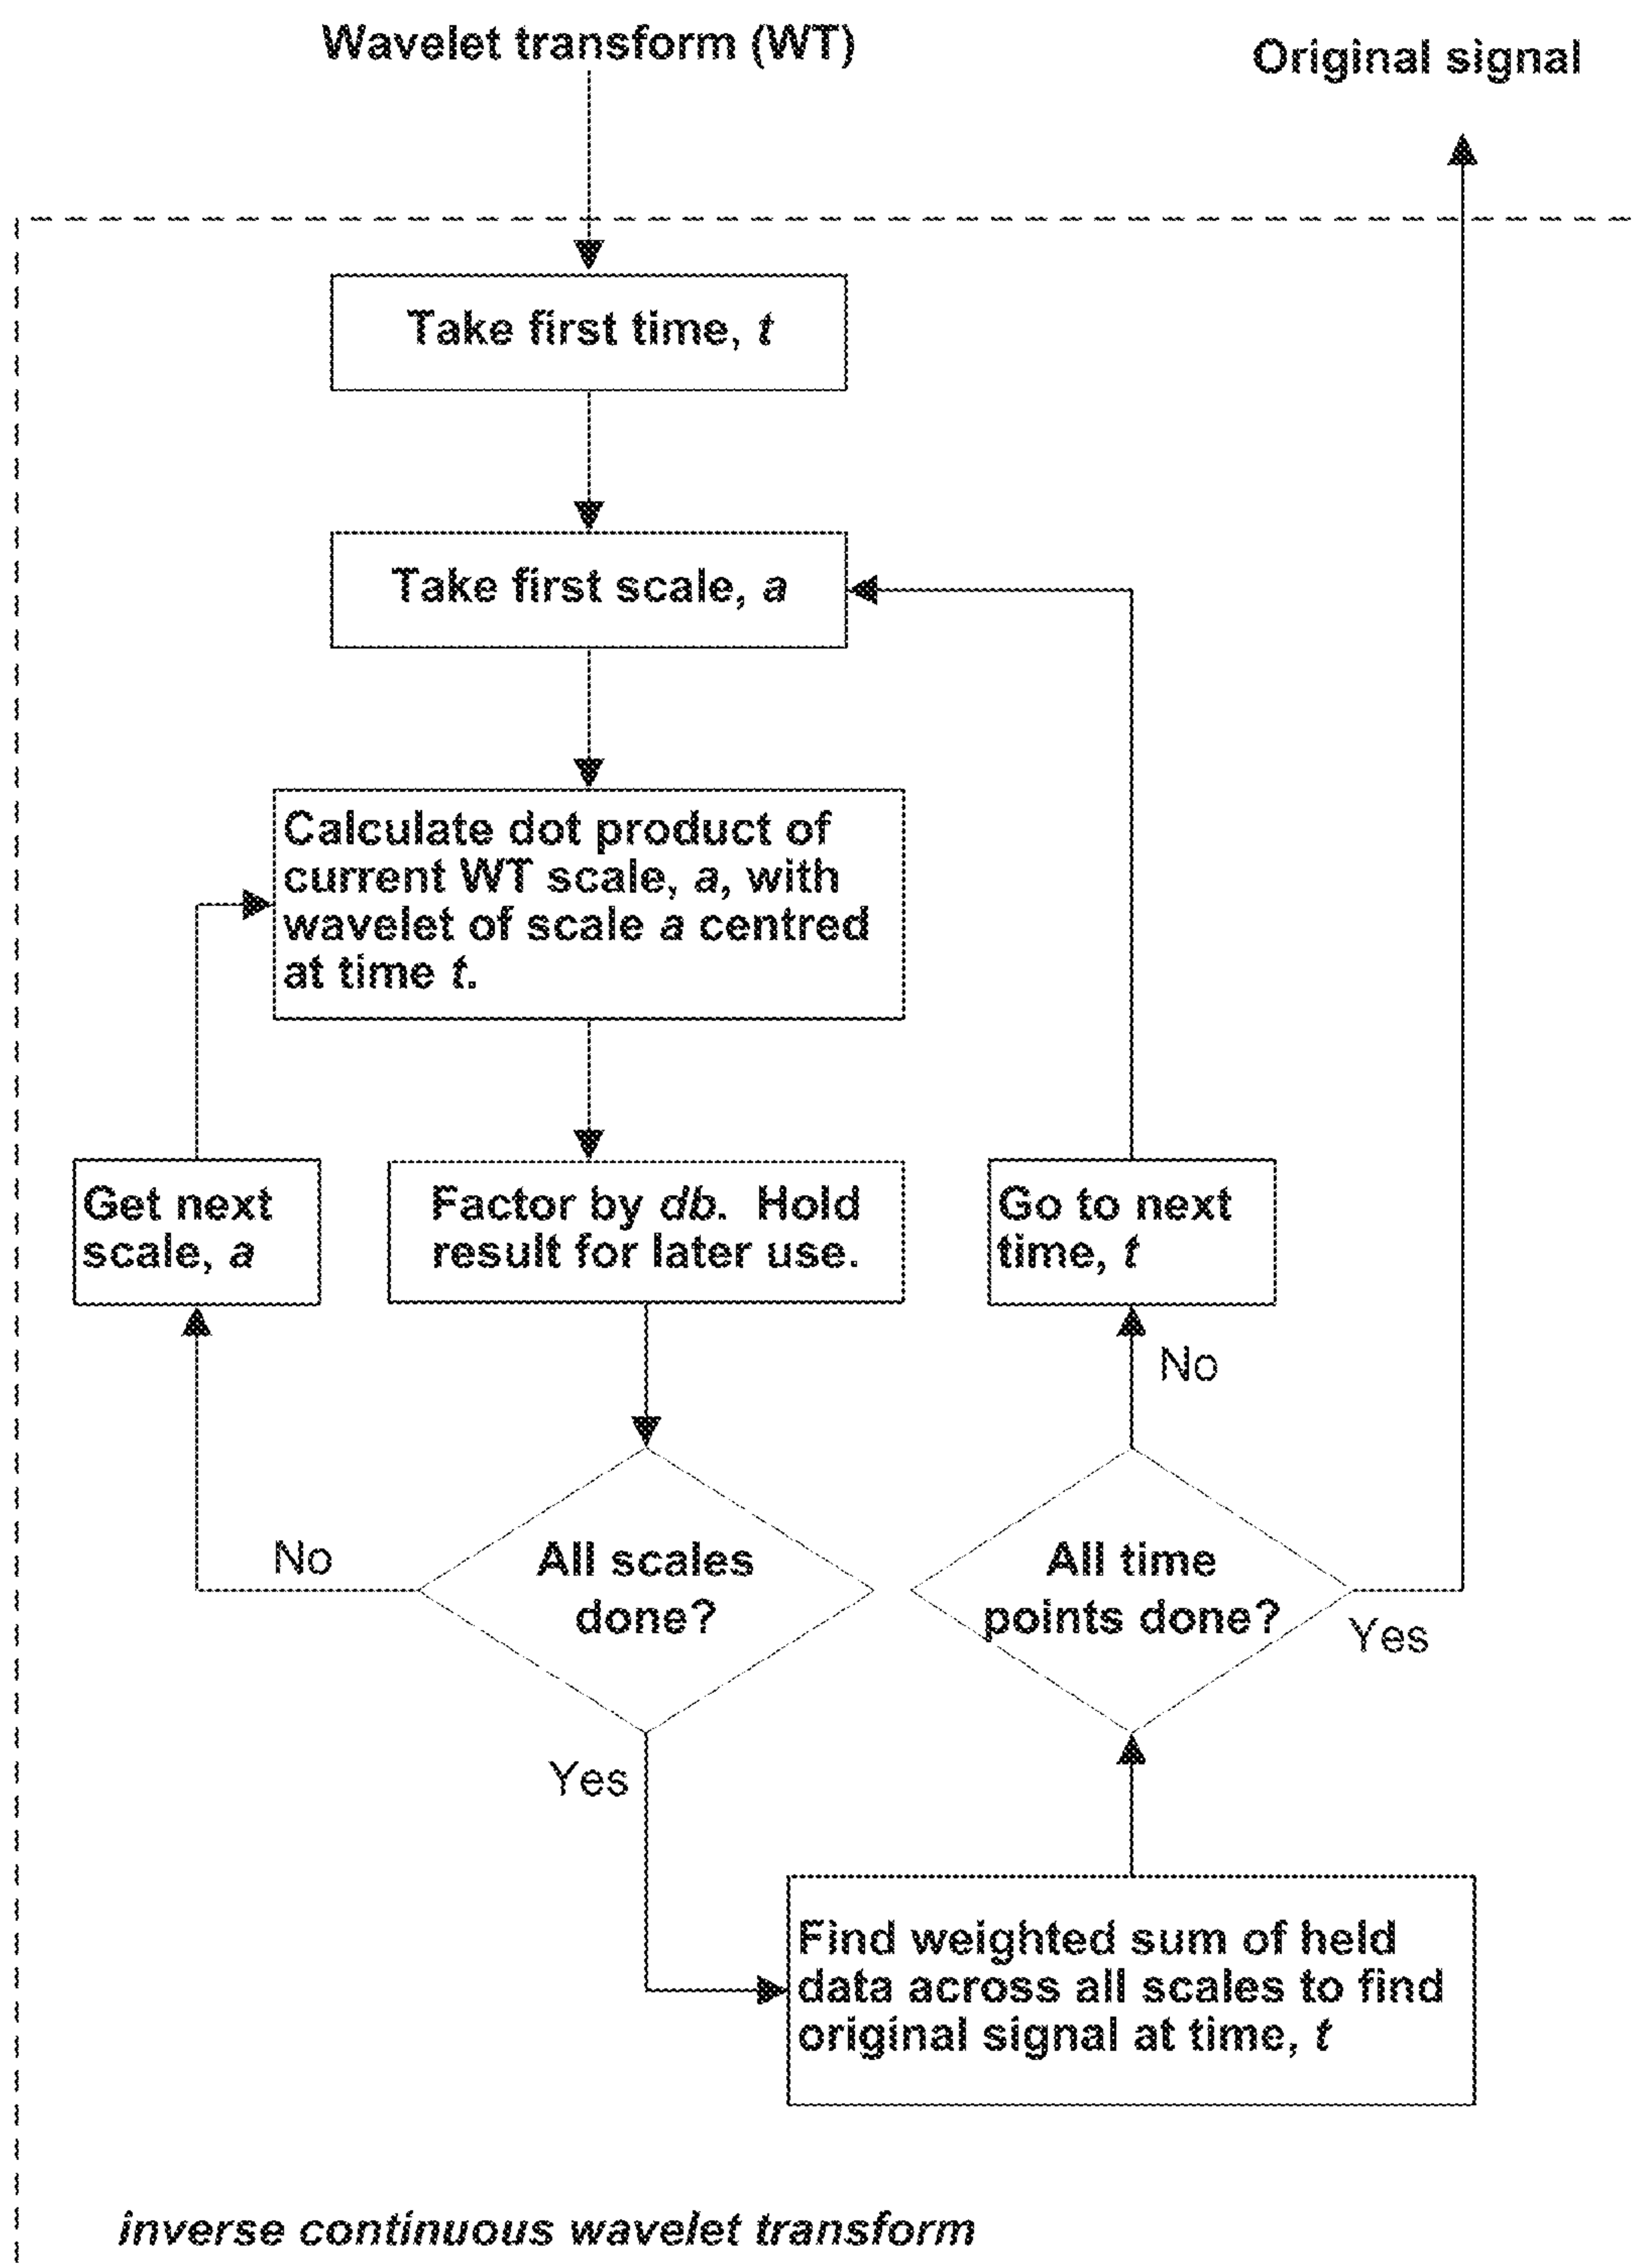 Wavelet transform (WT)
Original signal
Take first time, t
Take first scale, a
Calculate dot product of
current WT scale, a, with
wavelet of scale a centred
at time t.
Get next
scale, a
Factor by db. Hold
result for later use.
Go to next
time, t
No
No
All scales
done?
All time
points done?
Yes
Yes
Find weighted sum of held
data across all scales to find
original signal at time, t
inverse continuous wavelet transform